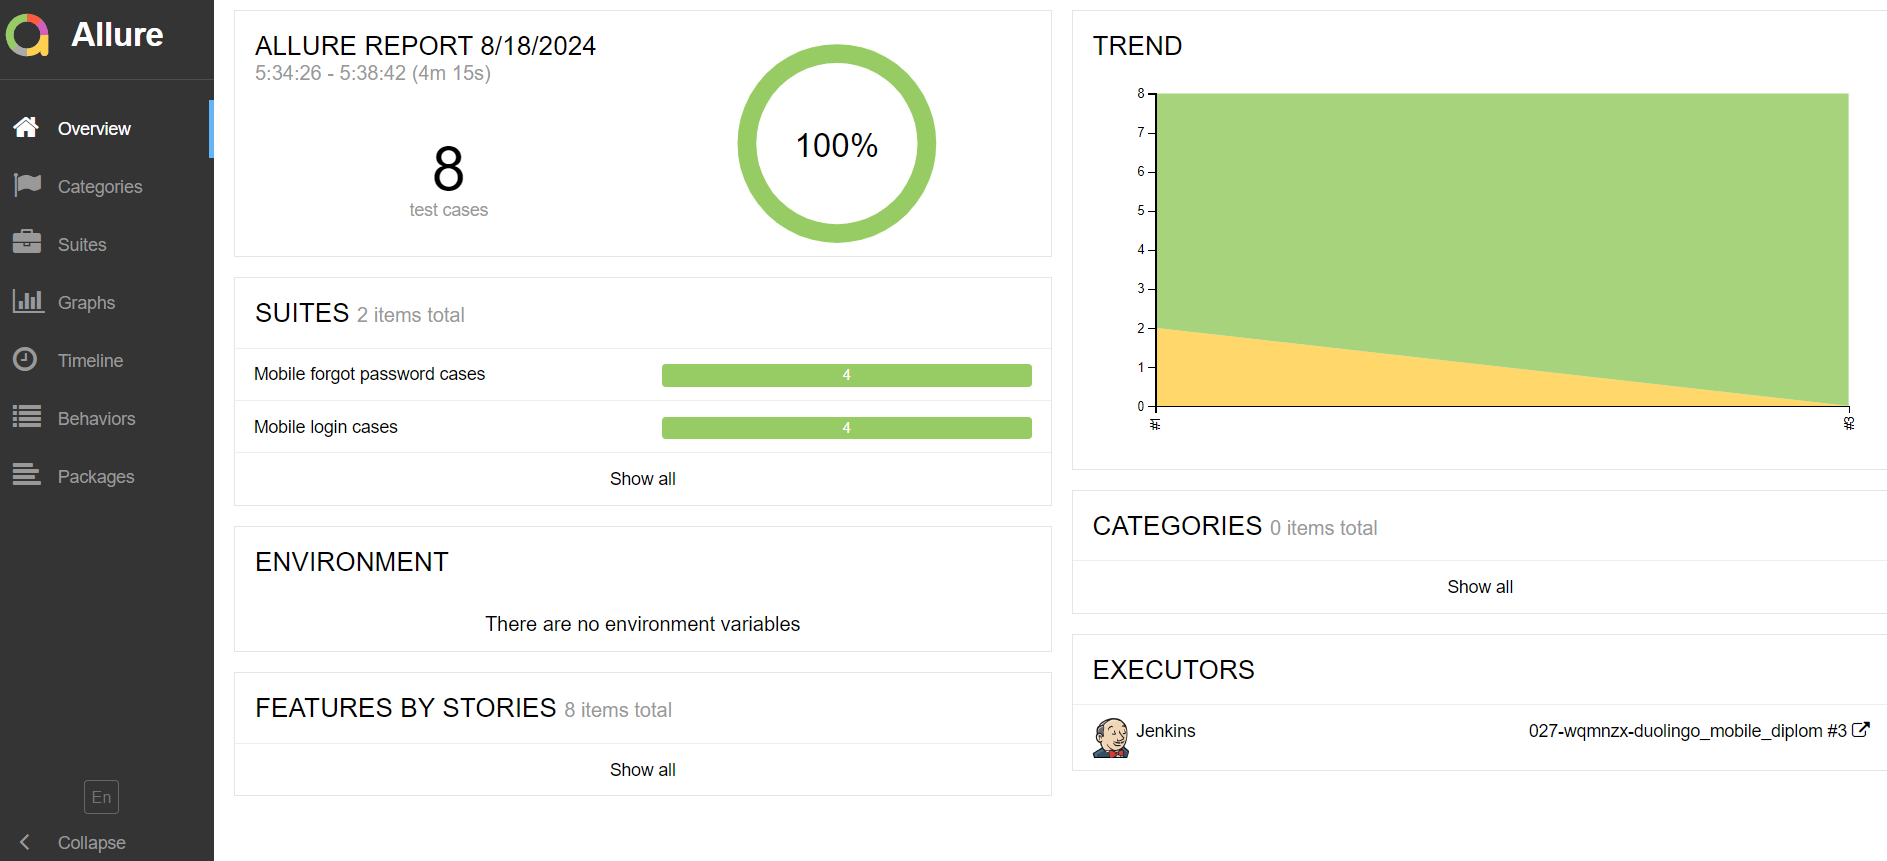 Allure
Overview
Categories
Suites
Graphs
Timeline
Behaviors
Packages
En
Collapse
ALLURE REPORT 8/18/2024
5:34:26 - 5:38:42 (4m 15s)
8
test cases
100%
SUITES 2 items total
Mobile forgot password cases 4
Mobile login cases 4
Show all
ENVIRONMENT
There are no environment variables
FEATURES BY STORIES 8 items total
Show all
TREND
8
7
6
5
4
3
2
1
0
#1 #3
CATEGORIES 0 items total
Show all
EXECUTORS
Jenkins 027-wqmnzx-duolingo_mobile_diplom #3